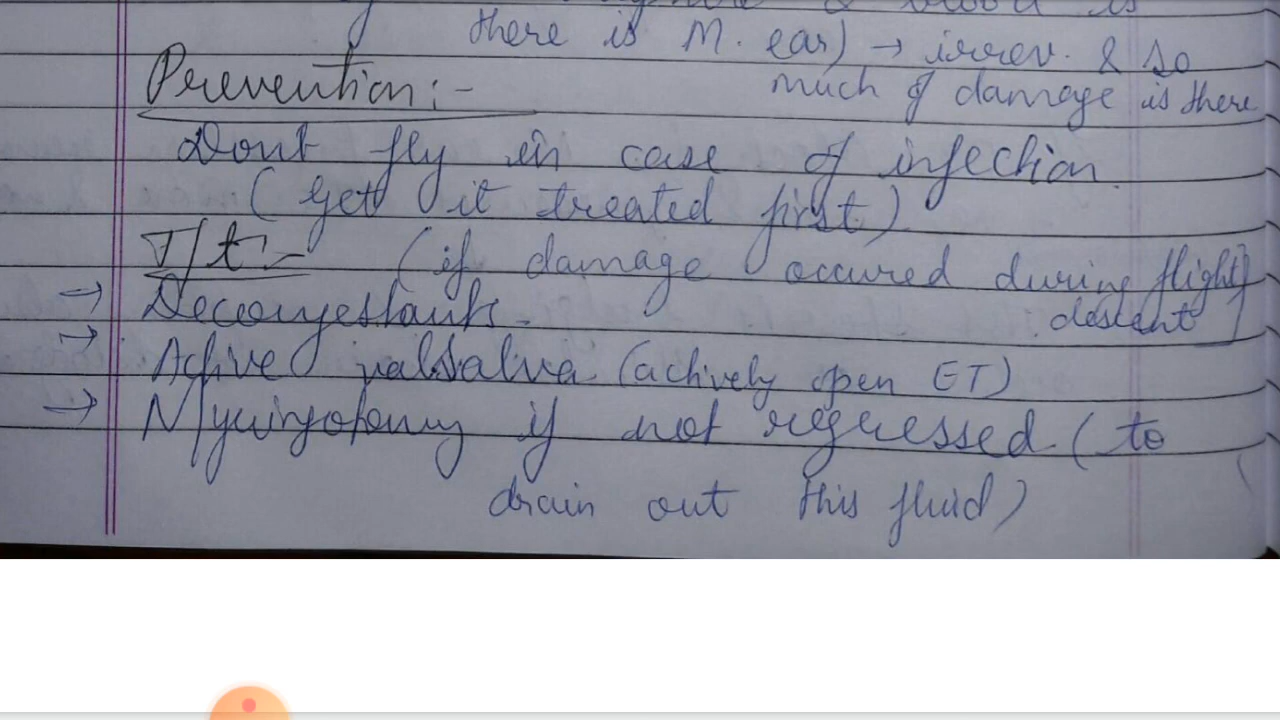 there is M. ear) → irrev. & so
much of damage is there
Prevention :-
Dont fly in case of infection.
( get it treated first.)
T/t :- (if damage occured during flight]
descent
→ Decongestants.
→ Active valsalva (actively open ET)
→ Myringotomy if not regressed. ( to
drain out this fluid)